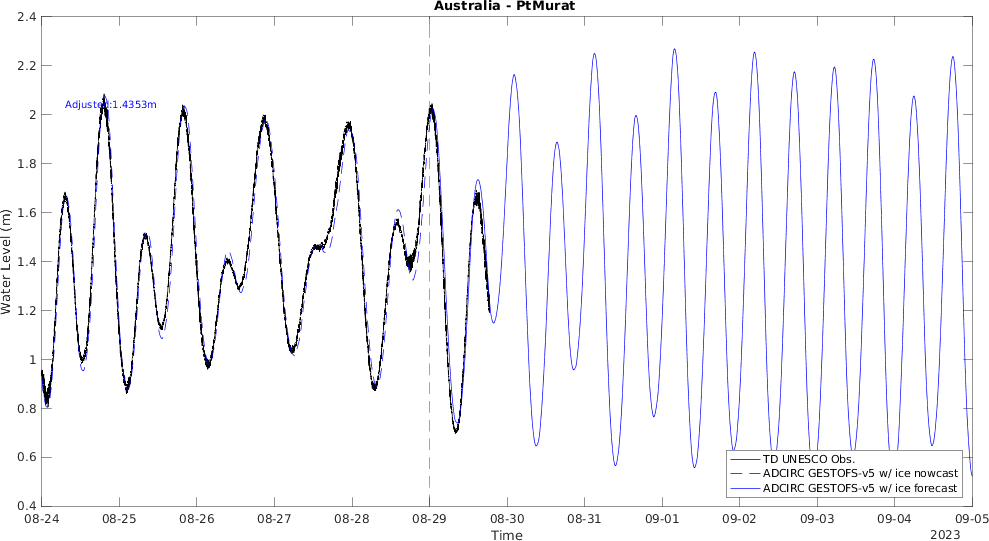 Australia - PtMurat
2.4
2.2
2
1.8
1.6
1.4
1.2
1
0.8
0.6
0.4
Water Level (m)
Adjusted:1.4353m
TD UNESCO Obs.
ADCIRC GESTOFS-v5 w/ ice nowcast
ADCIRC GESTOFS-v5 w/ ice forecast
08-24 08-25 08-26 08-27 08-28 08-29 08-30 08-31 09-01 09-02 09-03 09-04 09-05
Time
2023